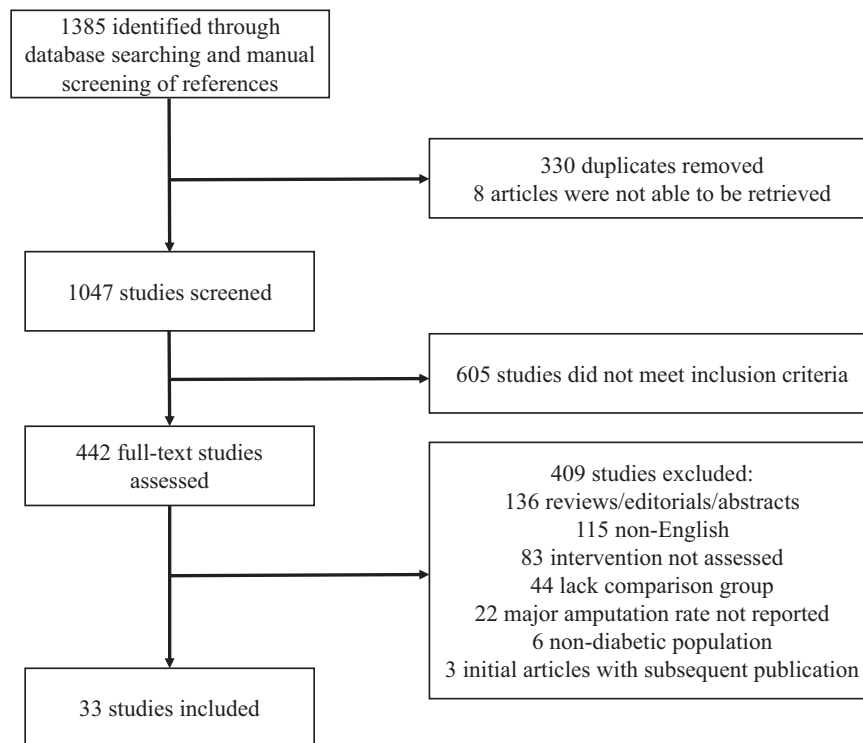 1385 identified through
database searching and manual
screening of references
330 duplicates removed
8 articles were not able to be retrieved
1047 studies screened
605 studies did not meet inclusion criteria
442 full-text studies
assessed
409 studies excluded:
136 reviews/editorials/abstracts
115 non-English
83 intervention not assessed
44 lack comparison group
22 major amputation rate not reported
6 non-diabetic population
3 initial articles with subsequent publication
33 studies included